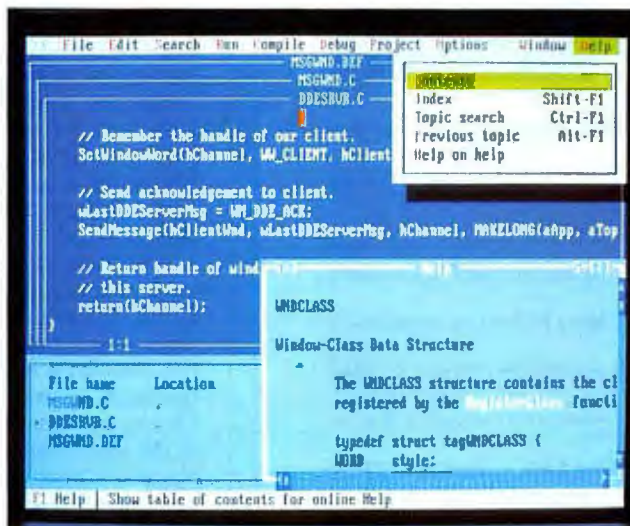 File Edit Search Run Compile Debug Project Options Window Help
MSGWND.DEF
MSGWND.C
DDESRVR.C
Contents
Index Shift-F1
Topic search Ctrl-F1
Previous topic Alt-F1
Help on help
// Remember the handle of our client.
SetWindowWord(hChannel, WW_CLIENT, hClient
// Send acknowledgement to client.
wLastDDEServerMsg = WM_DDE_ACK;
SendMessage(hClientWnd, wLastDDEServerMsg, hChannel, MAKELONG(aApp, aTop
// Return handle of wind
// this server.
return(hChannel);
}
1:1
Help
WNDCLASS
Window-Class Data Structure
The WNDCLASS structure contains the cl
registered by the RegisterClass functi
typedef struct tagWNDCLASS {
WORD style;
File name Location
MSGWND.C .
DDESRVR.C .
MSGWND.DEF .
F1 Help | Show table of contents for online Help